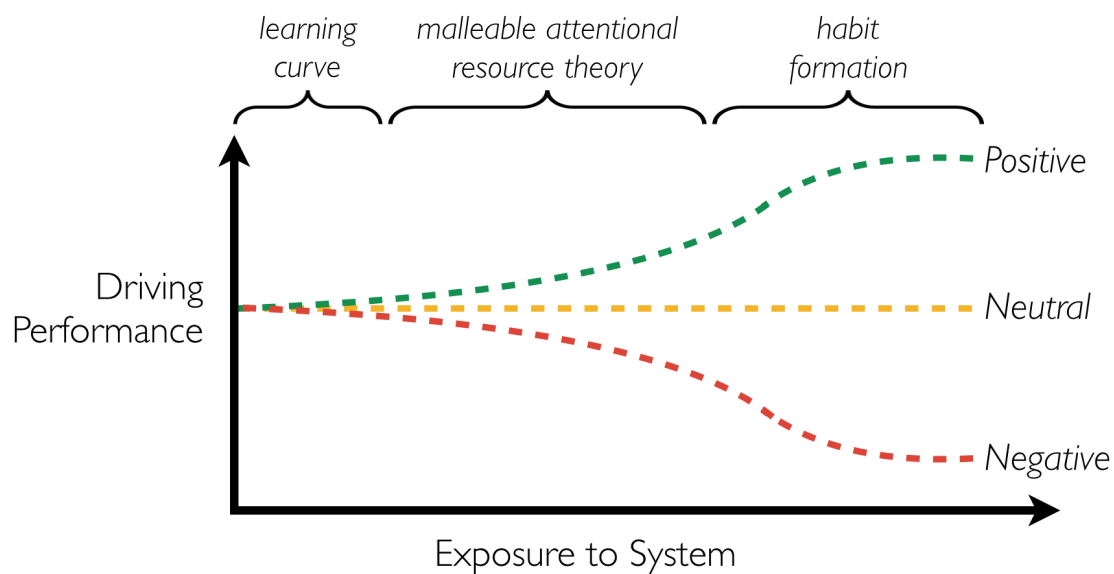 learning
curve
malleable attentional
resource theory
habit
formation
Positive
Driving
Performance
Neutral
Negative
Exposure to System